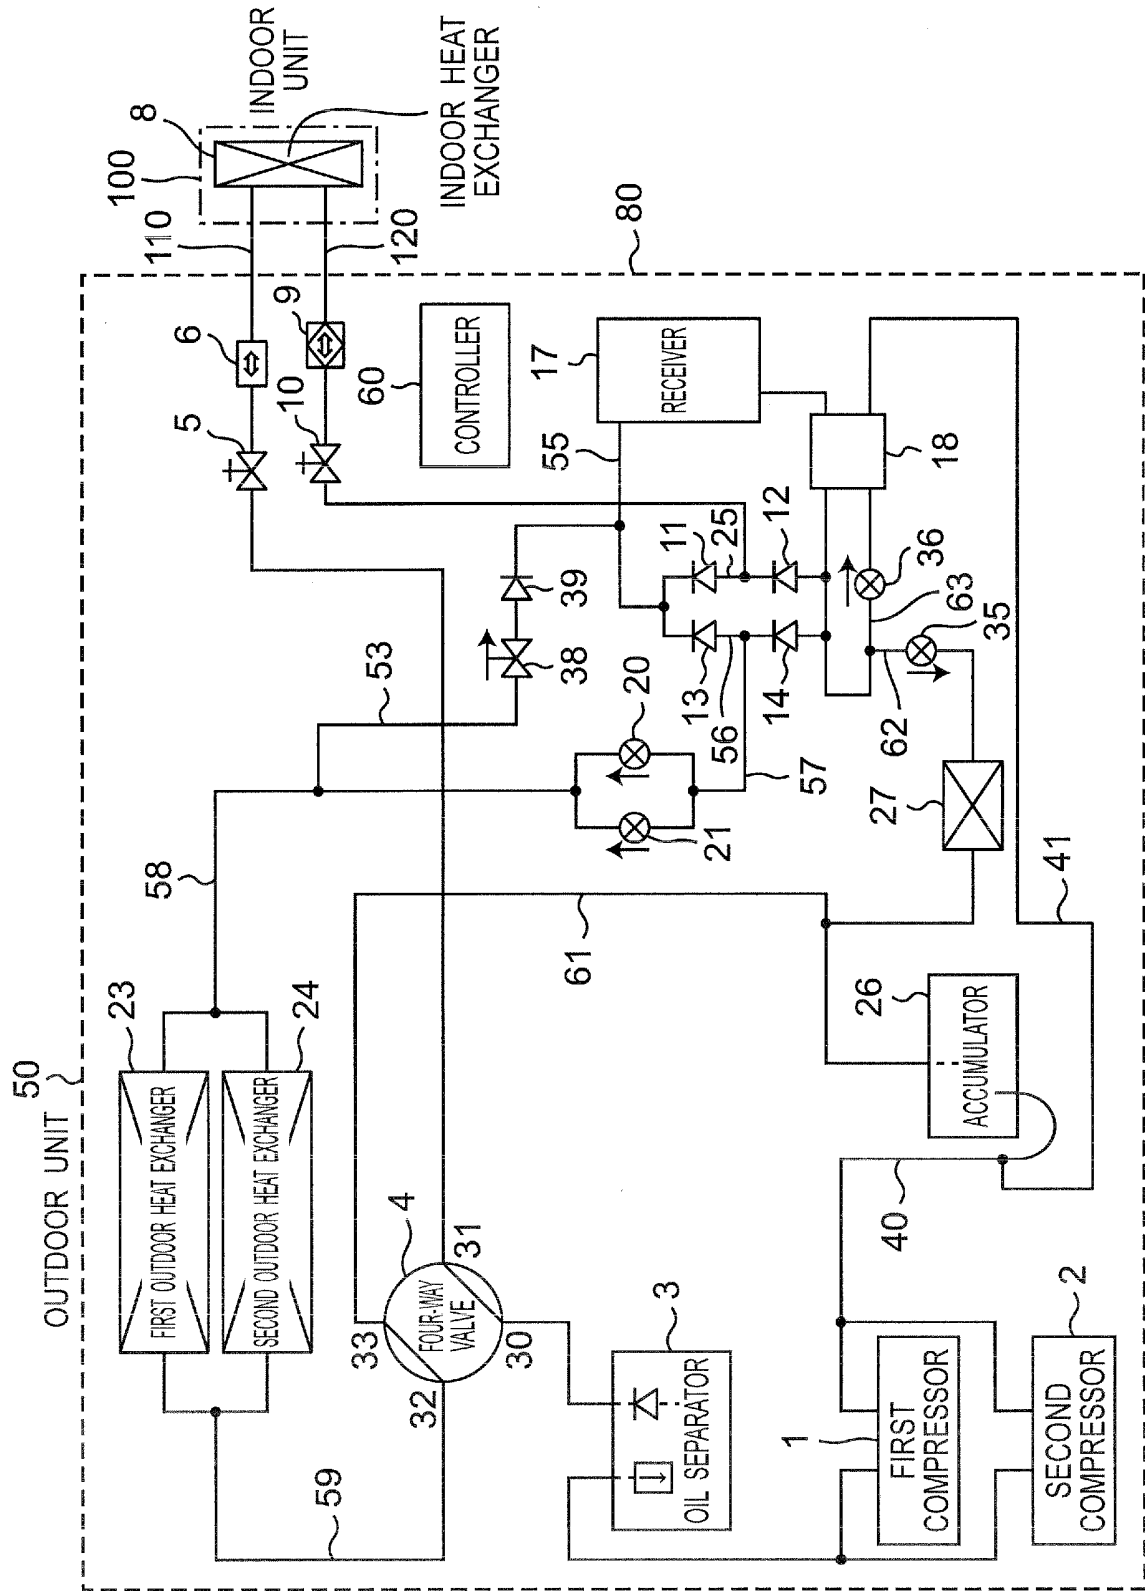 OUTDOOR UNIT
50
23
FIRST OUTDOOR HEAT EXCHANGER
24
SECOND OUTDOOR HEAT EXCHANGER
58
59
4
FOUR-WAY
VALVE
30
31
32
33
3
OIL SEPARATOR
1
FIRST
COMPRESSOR
2
SECOND
COMPRESSOR
40
26
ACCUMULATOR
41
61
27
62
35
63
36
18
57
56
14
13
12
11
25
21
20
53
38
39
55
17
RECEIVER
60
CONTROLLER
5
6
10
9
80
110
120
100
8
INDOOR
UNIT
INDOOR HEAT
EXCHANGER